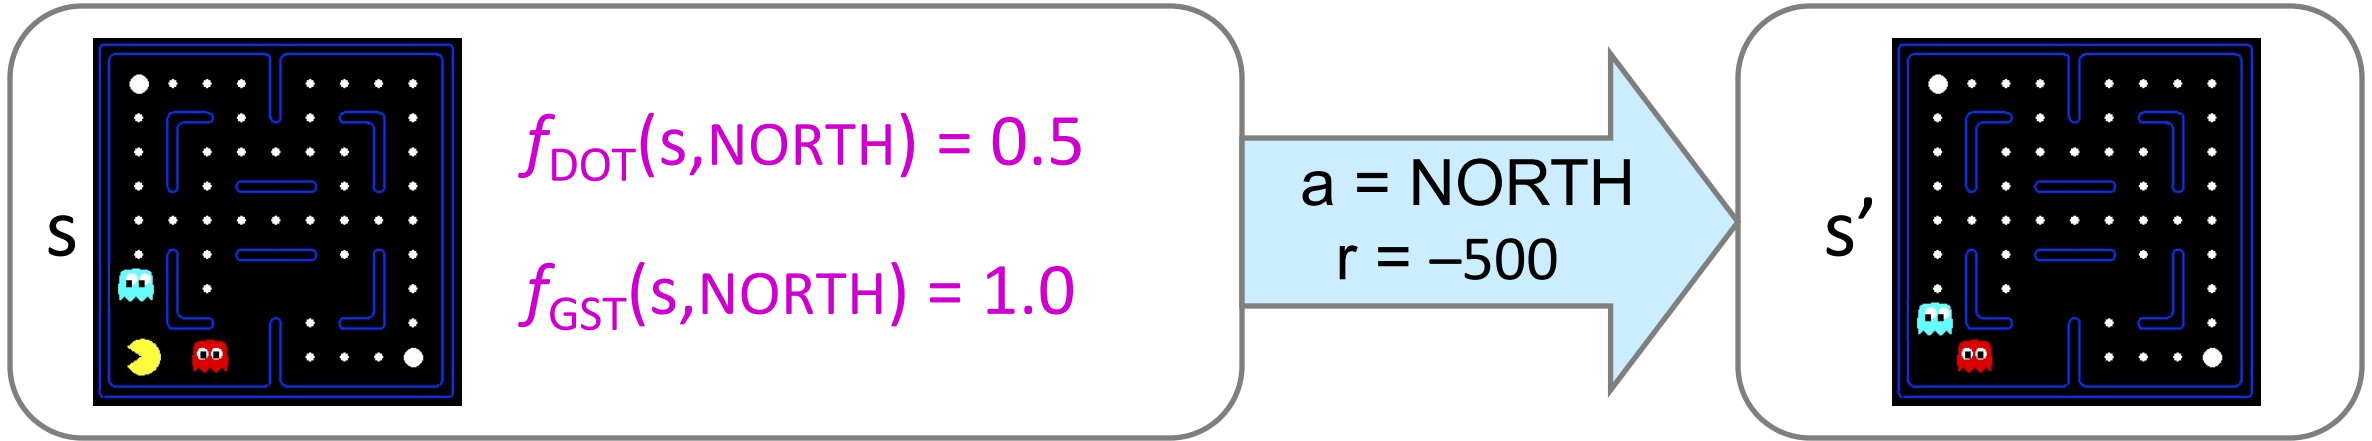 s
f_DOT(s,NORTH) = 0.5
f_GST(s,NORTH) = 1.0
a = NORTH
r = –500
s’